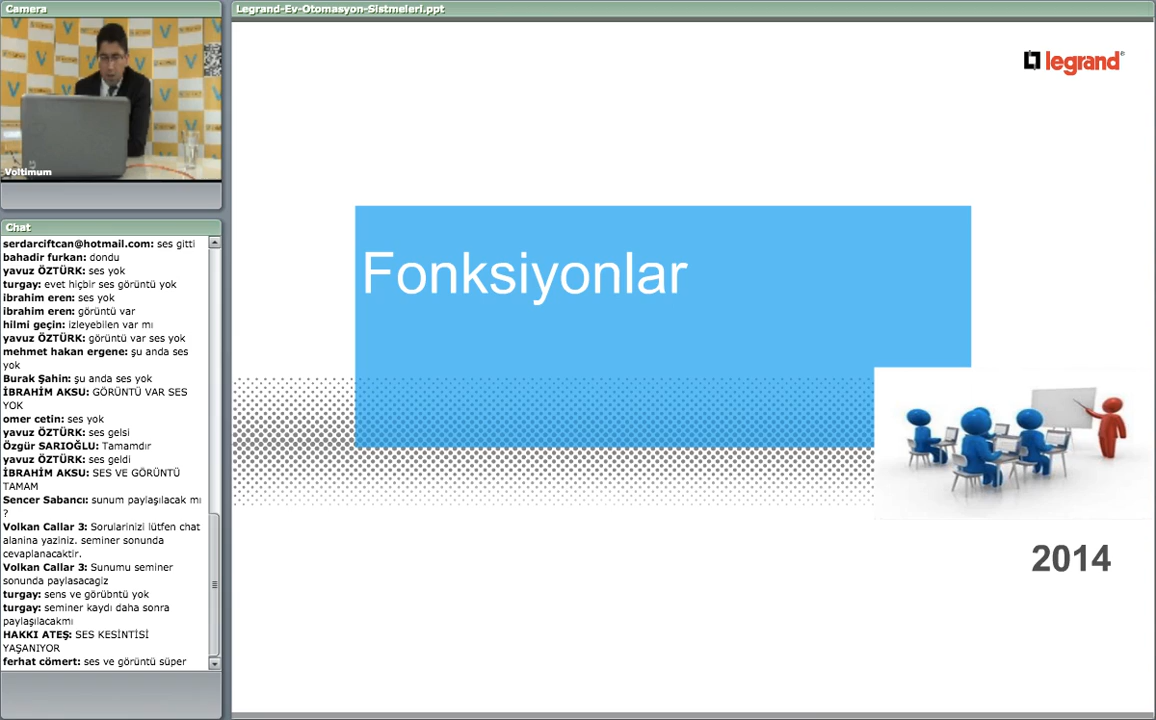 Camera
Voltimum
Chat
serdarciftcan@hotmail.com: ses gitti
bahadir furkan: dondu
yavuz ÖZTÜRK: ses yok
turgay: evet hiçbir ses görüntü yok
ibrahim eren: ses yok
ibrahim eren: görüntü var
hilmi geçin: izleyebilen var mı
yavuz ÖZTÜRK: görüntü var ses yok
mehmet hakan ergene: şu anda ses
yok
Burak Şahin: şu anda ses yok
İBRAHİM AKSU: GÖRÜNTÜ VAR SES
YOK
omer cetin: ses yok
yavuz ÖZTÜRK: ses gelsi
Özgür SARIOĞLU: Tamamdır
yavuz ÖZTÜRK: ses geldi
İBRAHİM AKSU: SES VE GÖRÜNTÜ
TAMAM
Sencer Sabancı: sunum paylaşılacak mı
?
Volkan Callar 3: Sorularinizi lütfen chat
alanina yaziniz. seminer sonunda
cevaplanacaktir.
Volkan Callar 3: Sunumu seminer
sonunda paylasacagiz
turgay: sens ve görübntü yok
turgay: seminer kaydı daha sonra
paylaşılacakmı
HAKKI ATEŞ: SES KESİNTİSİ
YAŞANIYOR
ferhat cömert: ses ve görüntü süper
Legrand-Ev-Otomasyon-Sistmeleri.ppt
legrand®
Fonksiyonlar
2014